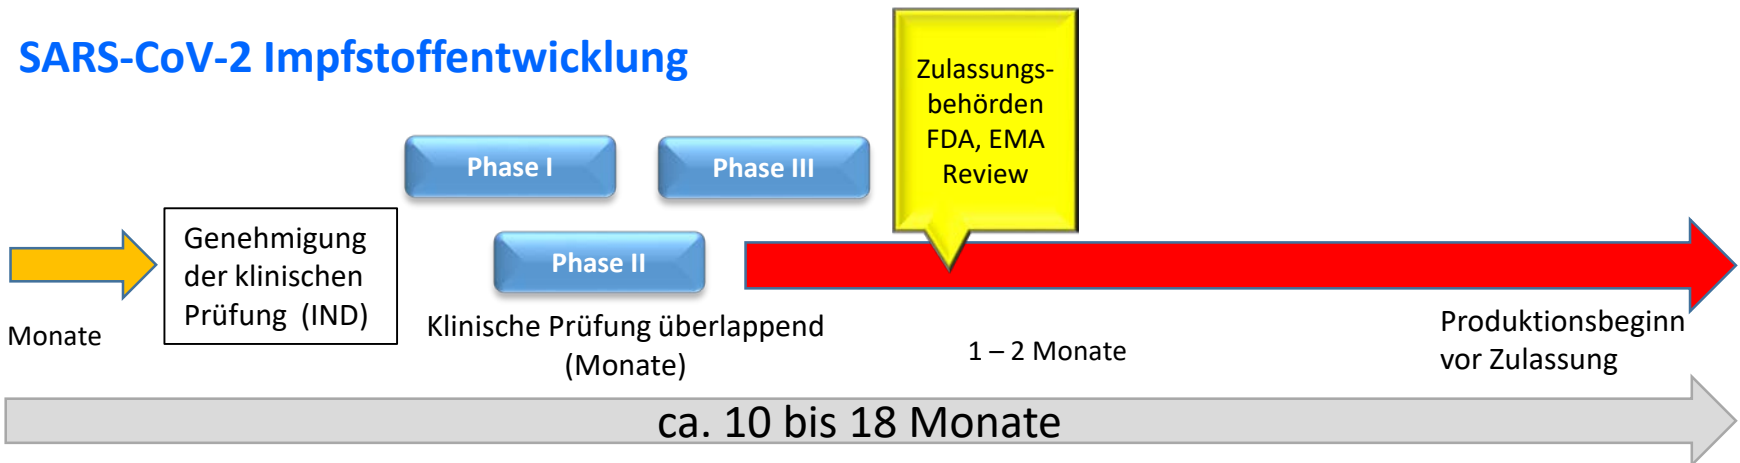 SARS-CoV-2 Impfstoffentwicklung
Zulassungs-
behörden
FDA, EMA
Review
Phase I
Phase III
Genehmigung
der klinischen
Prüfung (IND)
Phase II
Monate
Klinische Prüfung überlappend
(Monate)
1 – 2 Monate
Produktionsbeginn
vor Zulassung
ca. 10 bis 18 Monate